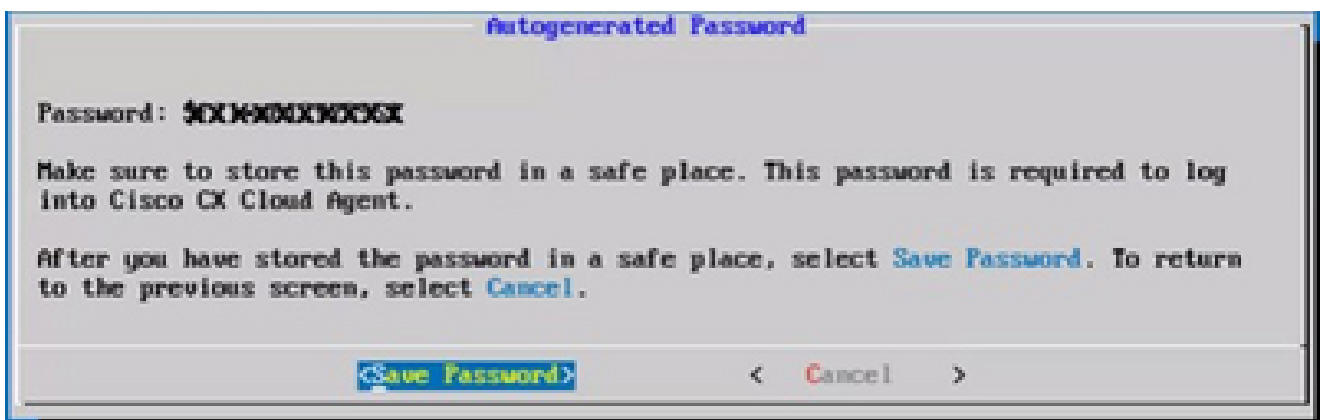 Autogenerated Password
Password:
Make sure to store this password in a safe place. This password is required to log
into Cisco CX Cloud Agent.
After you have stored the password in a safe place, select Save Password. To return
to the previous screen, select Cancel.
<Save Password> < Cancel >